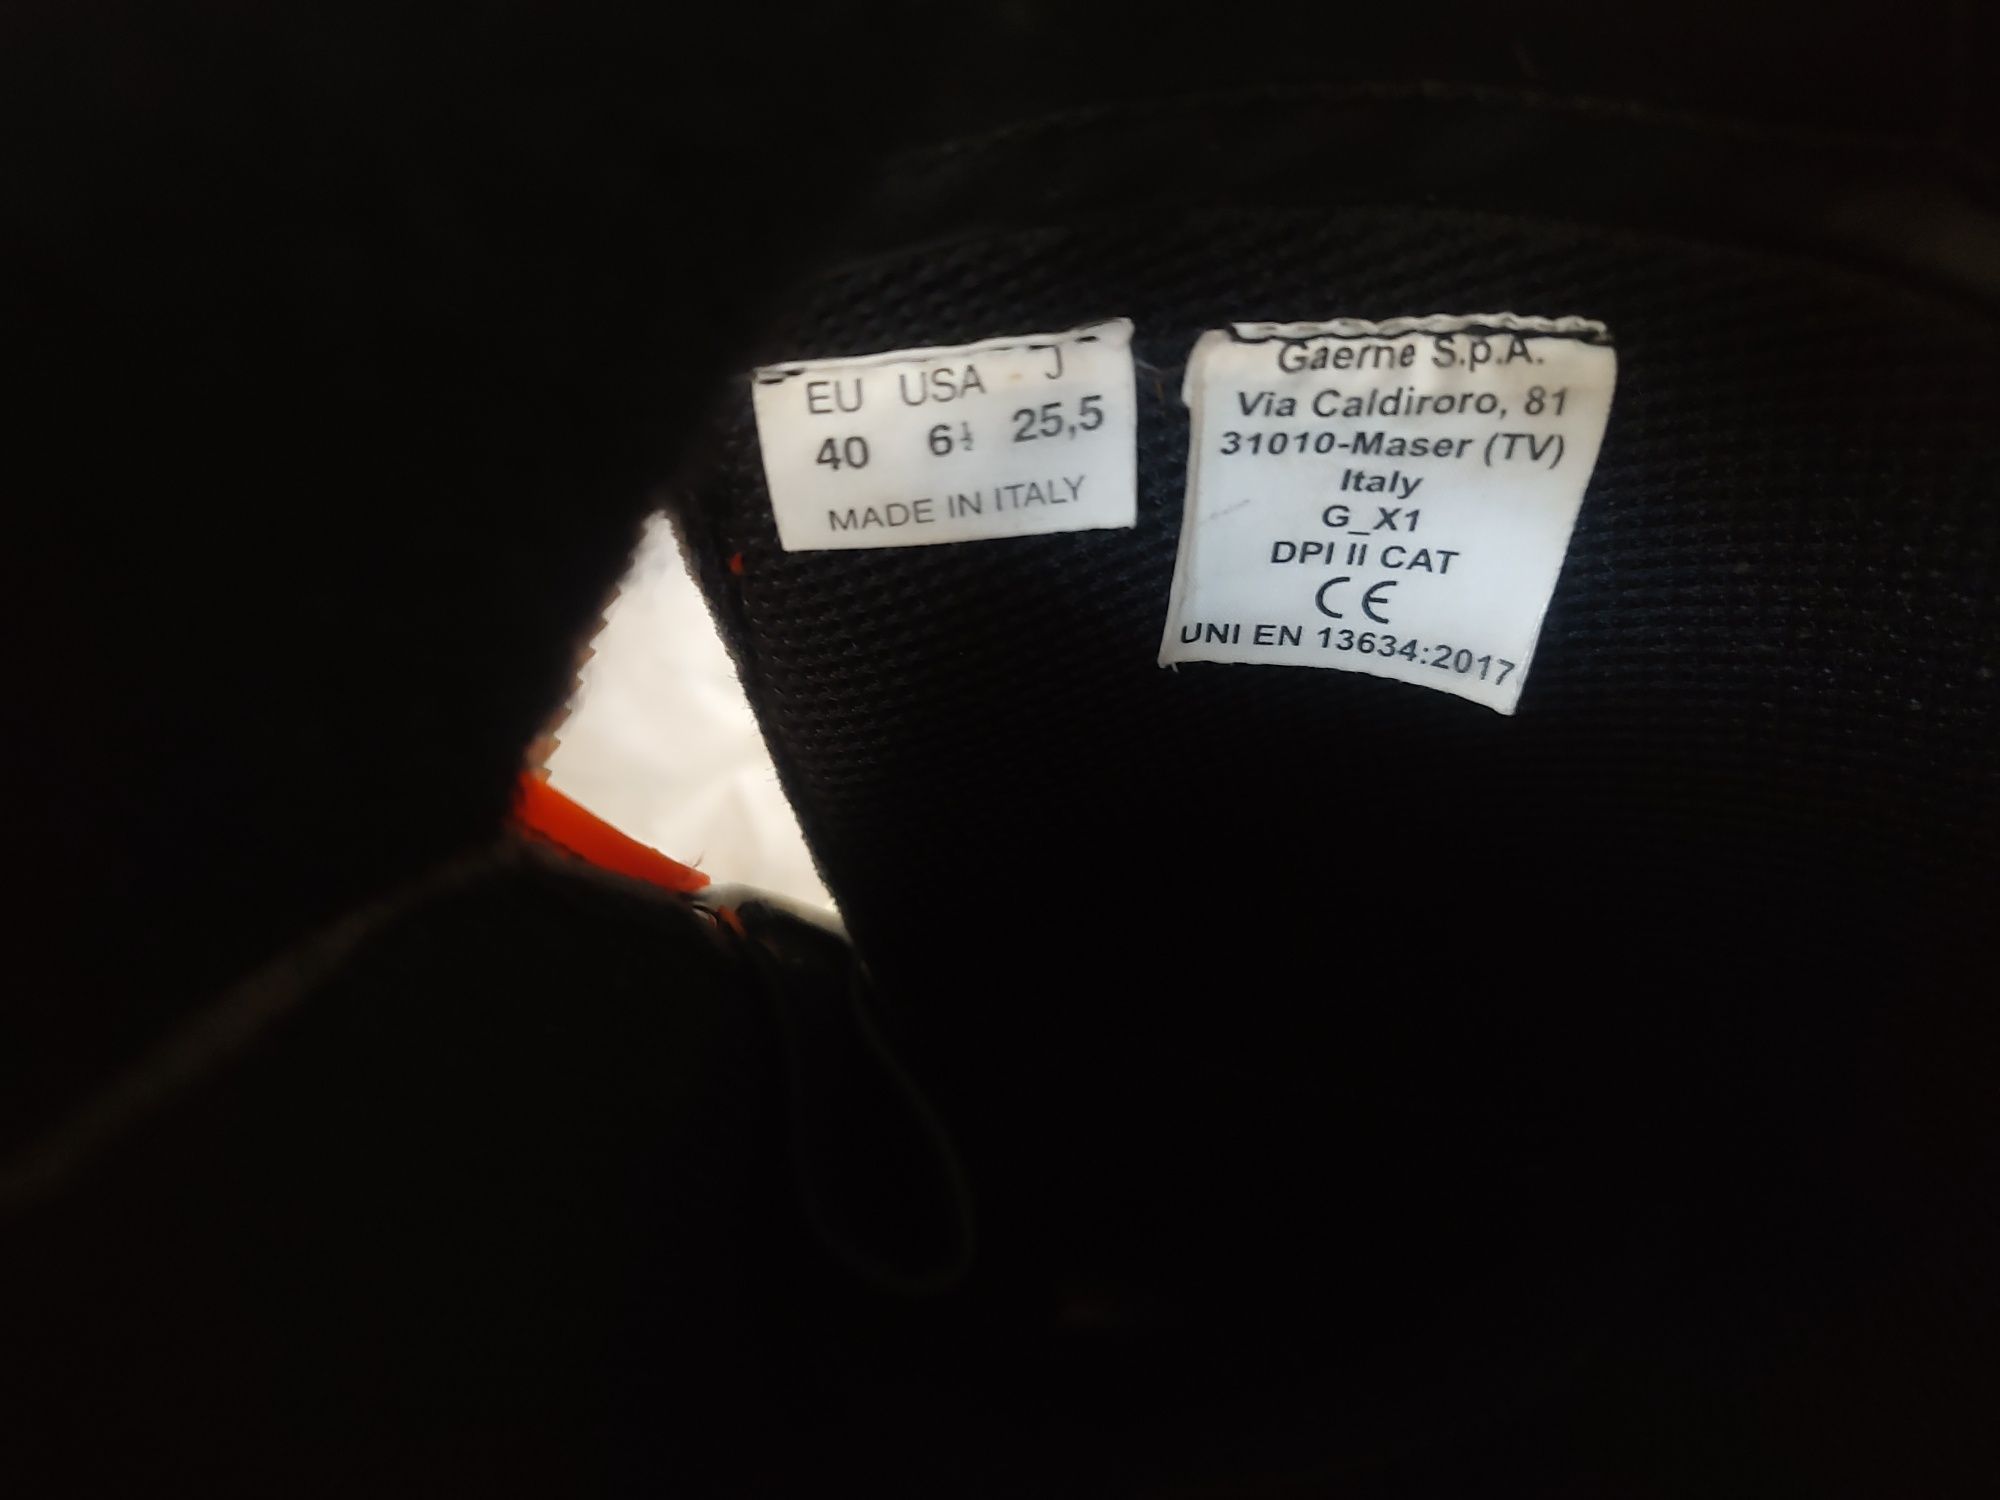 EU USA J
40 6½ 25,5
MADE IN ITALY
Gaerne S.p.A.
Via Caldiroro, 81
31010-Maser (TV)
Italy
G_X1
DPI II CAT
CE
UNI EN 13634:2017